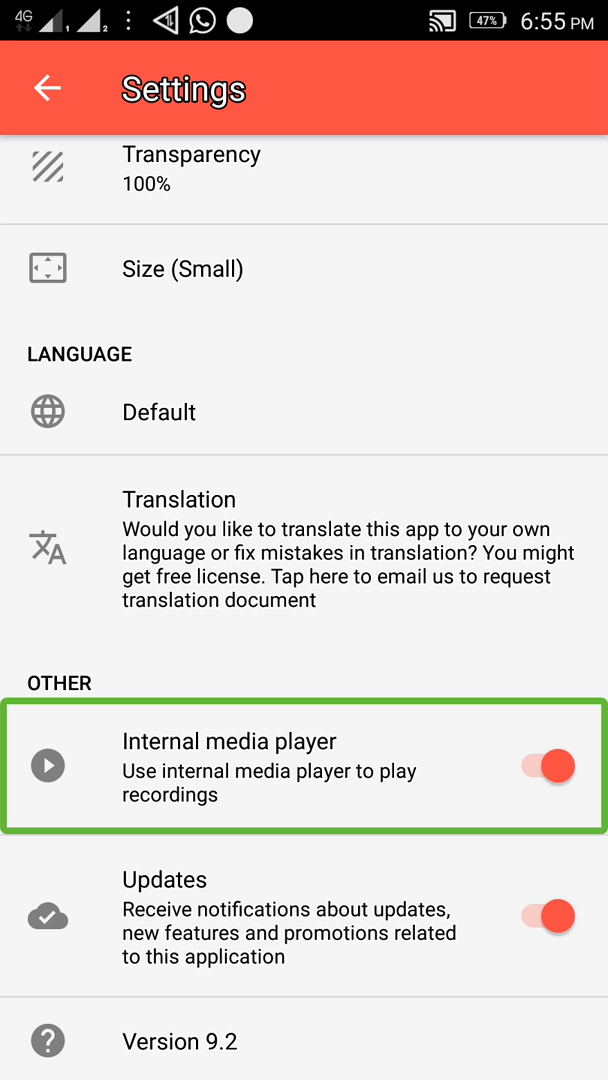 4G 1 2 47% 6:55 PM
Settings
Transparency
100%
Size (Small)
LANGUAGE
Default
Translation
Would you like to translate this app to your own
language or fix mistakes in translation? You might
get free license. Tap here to email us to request
translation document
OTHER
Internal media player
Use internal media player to play
recordings
Updates
Receive notifications about updates,
new features and promotions related
to this application
Version 9.2